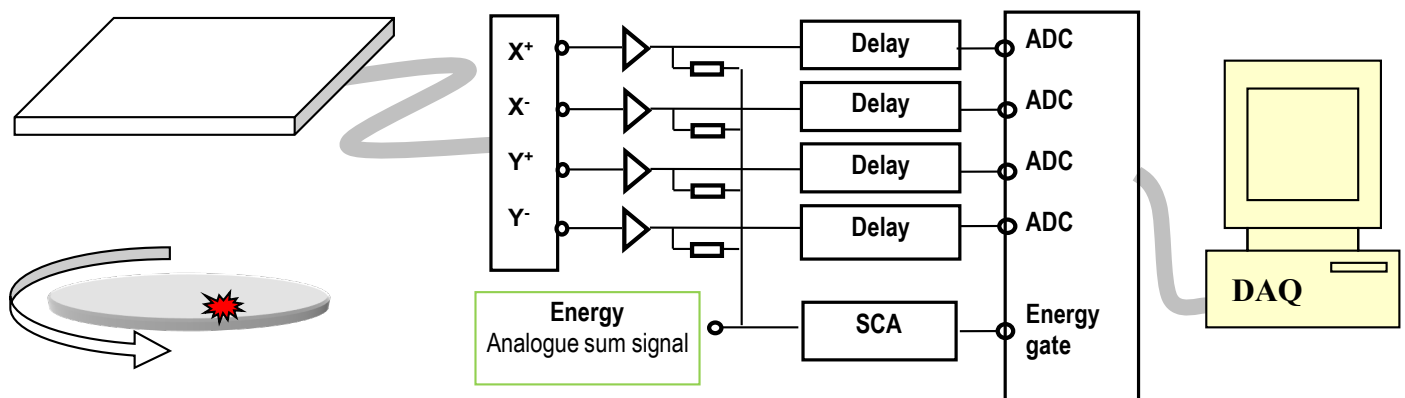 X⁺
X⁻
Y⁺
Y⁻
Delay
Delay
Delay
Delay
ADC
ADC
ADC
ADC
Energy
Analogue sum signal
SCA
Energy
gate
DAQ